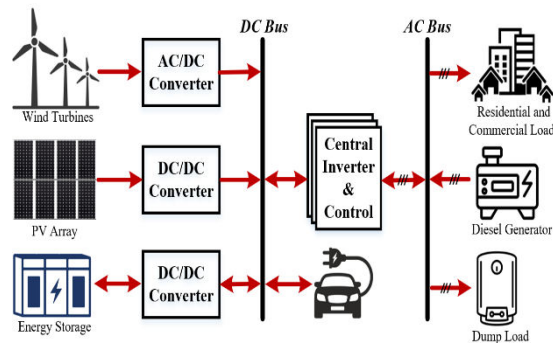 DC Bus
AC Bus
AC/DC
Converter
Wind Turbines
Residential and
Commercial Load
DC/DC
Converter
PV Array
Central
Inverter
&
Control
Diesel Generator
DC/DC
Converter
Energy Storage
Dump
Load